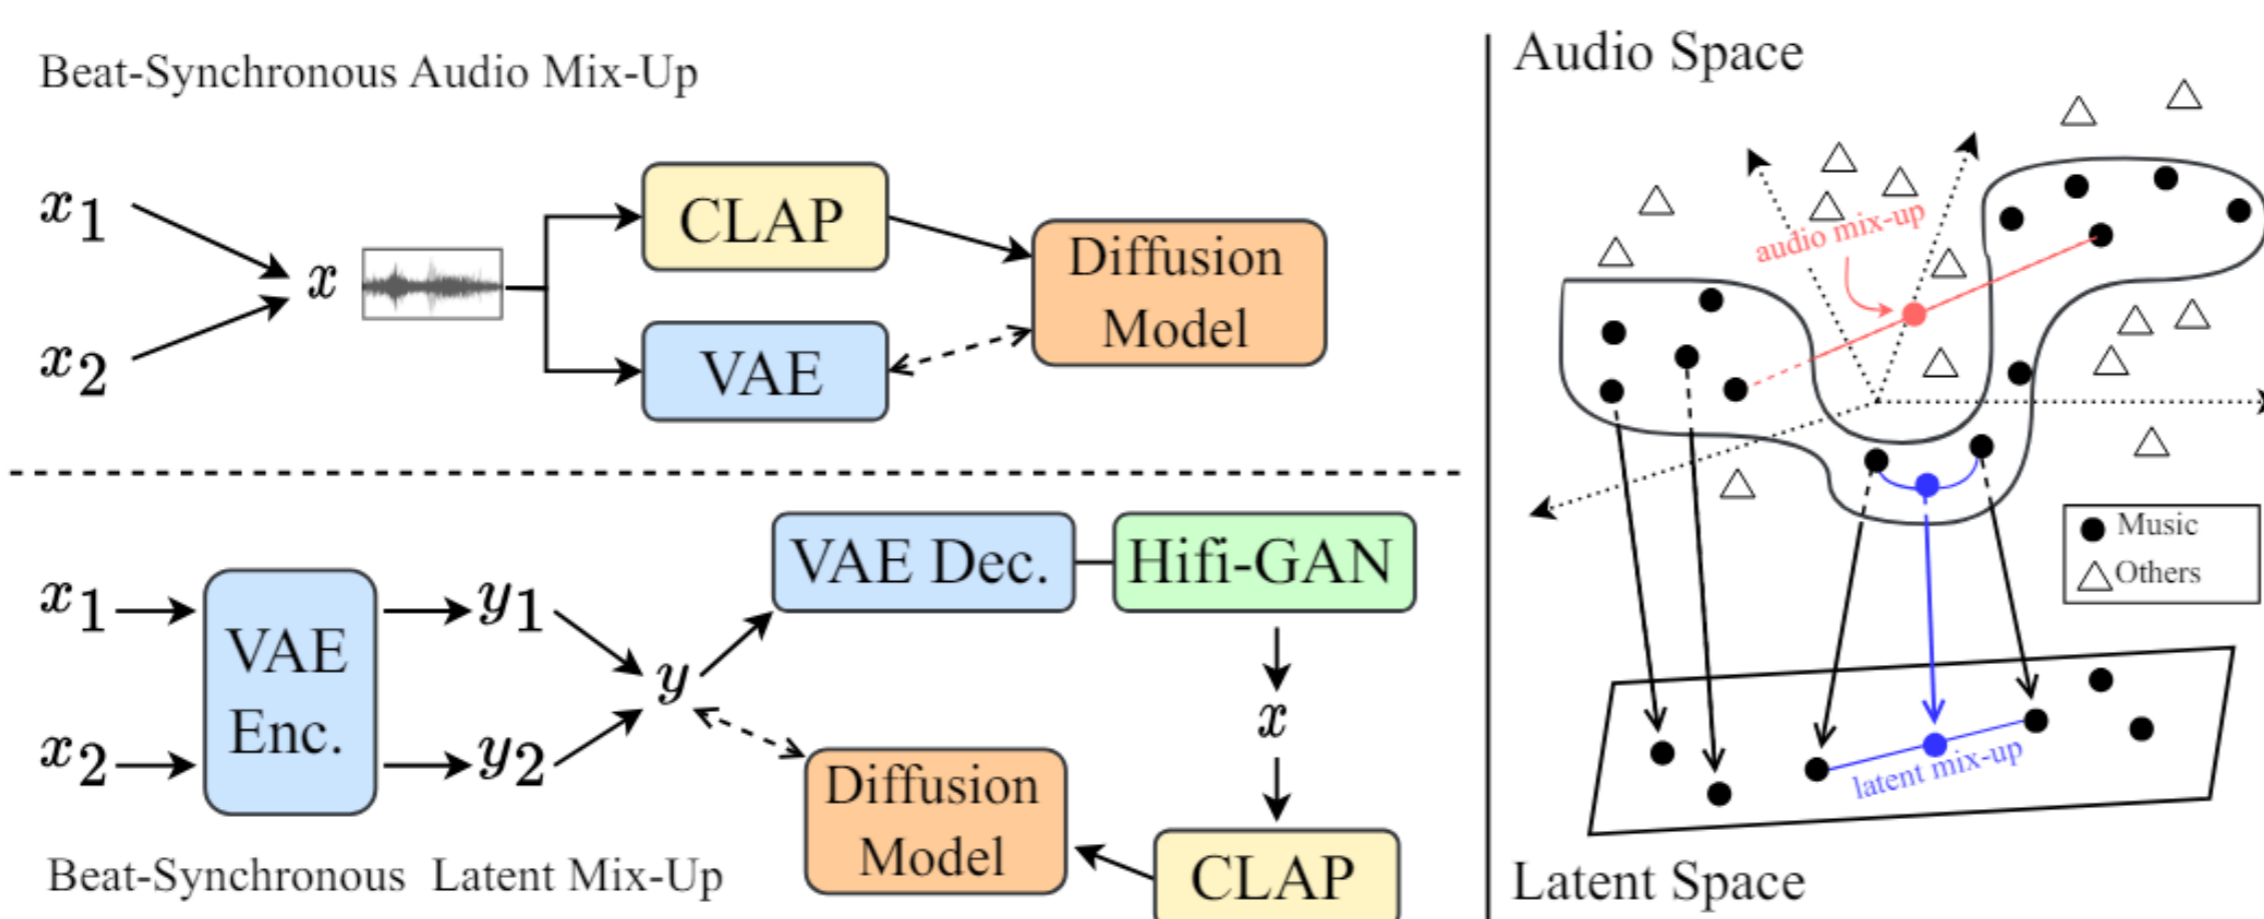 Beat-Synchronous Audio Mix-Up
x1
x2
x
CLAP
VAE
Diffusion
Model
x1
x2
VAE
Enc.
y1
y2
y
VAE Dec.
Hifi-GAN
x
CLAP
Diffusion
Model
Beat-Synchronous Latent Mix-Up
Audio Space
audio mix-up
Music
Others
latent mix-up
Latent Space